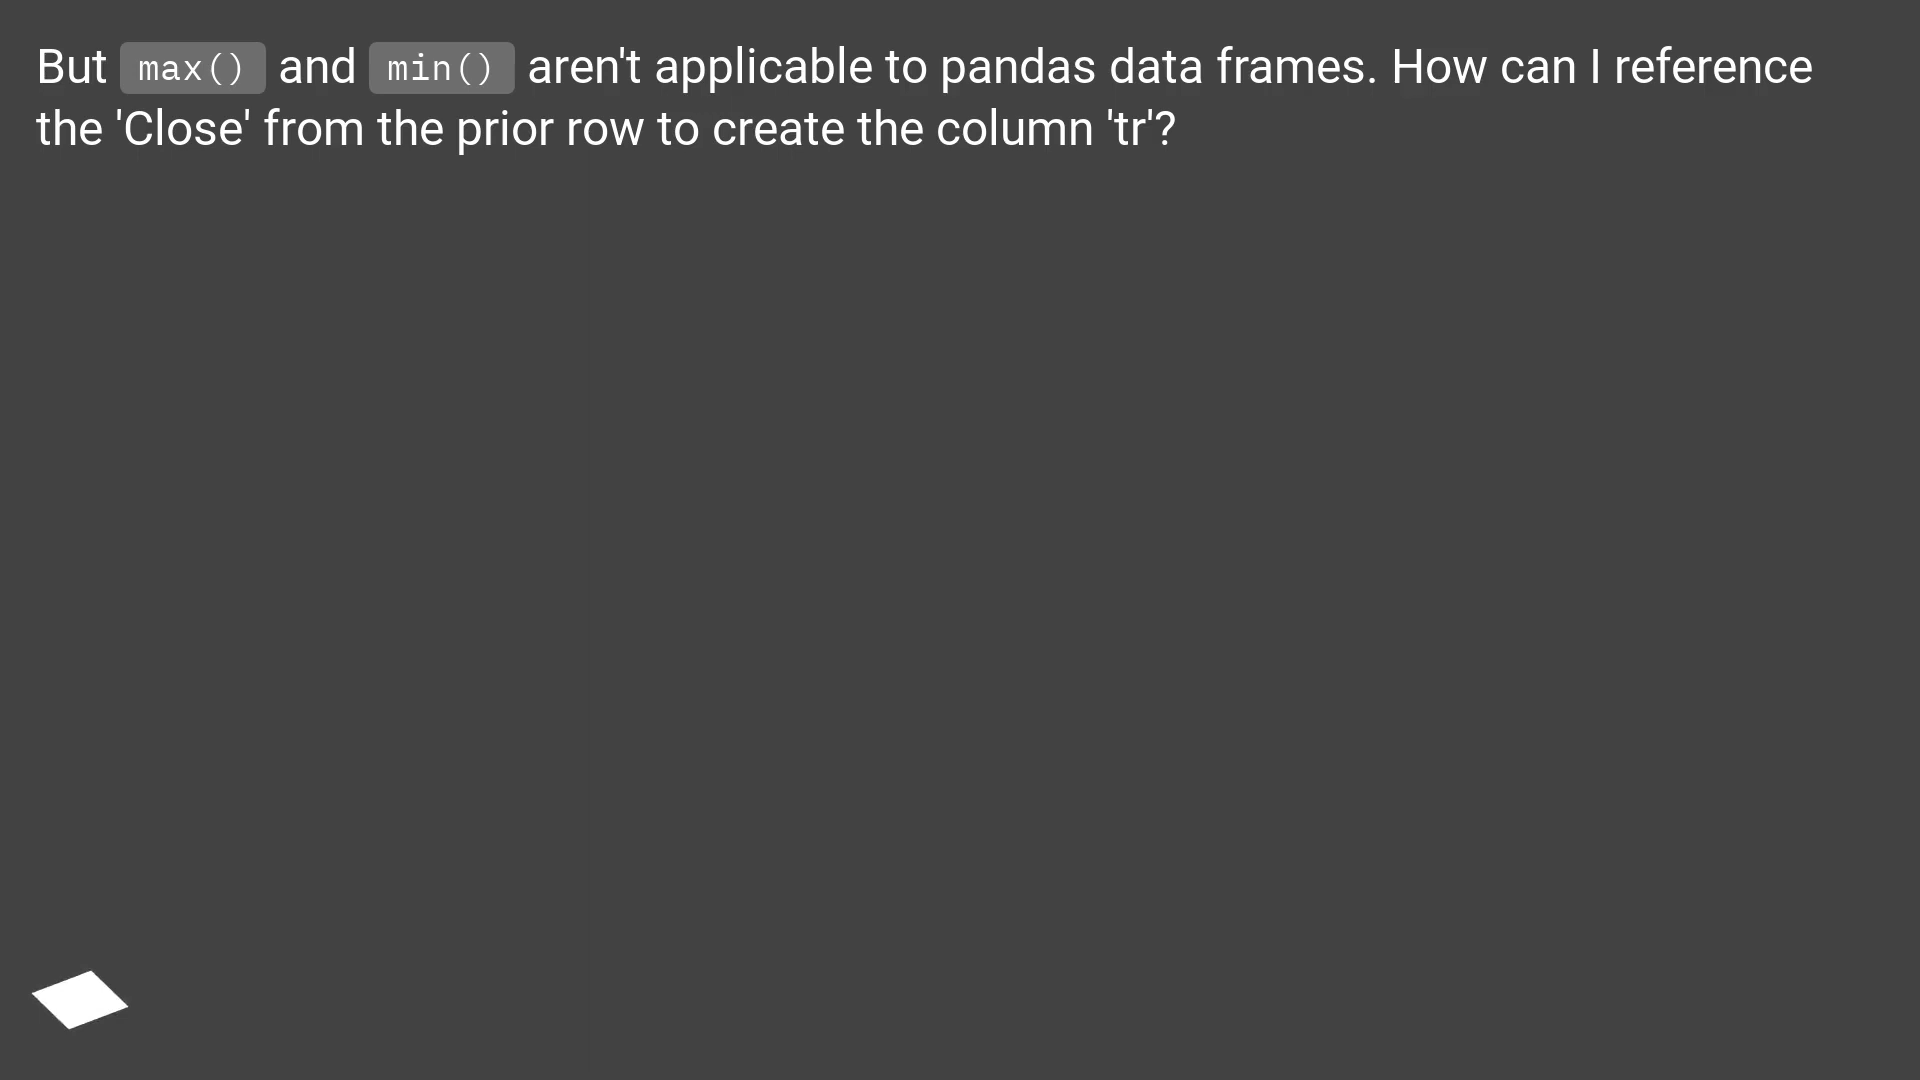 But max() and min() aren't applicable to pandas data frames. How can I reference
the 'Close' from the prior row to create the column 'tr'?